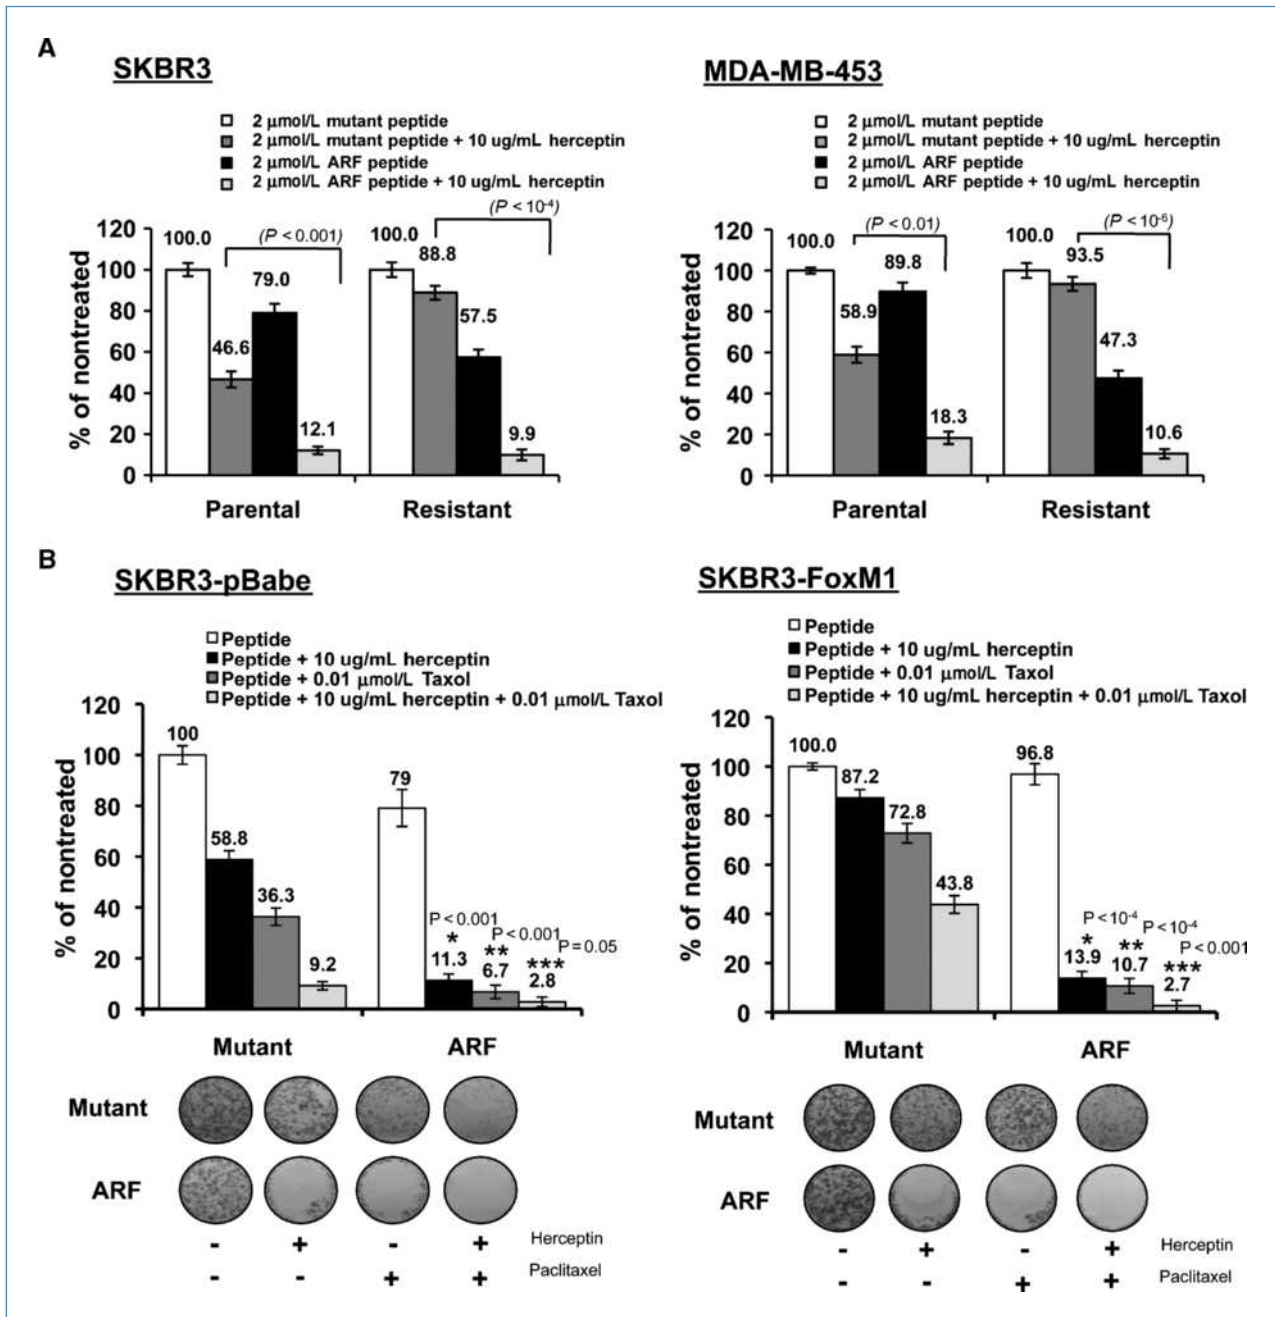 A
SKBR3
2 μmol/L mutant peptide
2 μmol/L mutant peptide + 10 ug/mL herceptin
2 μmol/L ARF peptide
2 μmol/L ARF peptide + 10 ug/mL herceptin
% of nontreated
120
100
80
60
40
20
0
100.0
46.6
79.0
12.1
(P < 0.001)
100.0
88.8
57.5
9.9
(P < 10-4)
Parental
Resistant
MDA-MB-453
2 μmol/L mutant peptide
2 μmol/L mutant peptide + 10 ug/mL herceptin
2 μmol/L ARF peptide
2 μmol/L ARF peptide + 10 ug/mL herceptin
% of nontreated
120
100
80
60
40
20
0
100.0
58.9
89.8
18.3
(P < 0.01)
100.0
93.5
47.3
10.6
(P <10-6)
Parental
Resistant
B
SKBR3-pBabe
Peptide
Peptide + 10 ug/mL herceptin
Peptide + 0.01 μmol/L Taxol
Peptide + 10 ug/mL herceptin + 0.01 μmol/L Taxol
% of nontreated
120
100
80
60
40
20
0
100
58.8
36.3
9.2
79
P < 0.001
*
11.3
P < 0.001
**
6.7
P = 0.05
***
2.8
Mutant
ARF
Mutant
ARF
- + - + Herceptin
- - + + Paclitaxel
SKBR3-FoxM1
Peptide
Peptide + 10 ug/mL herceptin
Peptide + 0.01 μmol/L Taxol
Peptide + 10 ug/mL herceptin + 0.01 μmol/L Taxol
% of nontreated
120
100
80
60
40
20
0
100.0
87.2
72.8
43.8
96.8
P <10-4
*
13.9
P < 10-4
**
10.7
P < 0.001
***
2.7
Mutant
ARF
Mutant
ARF
- + - + Herceptin
- - + + Paclitaxel